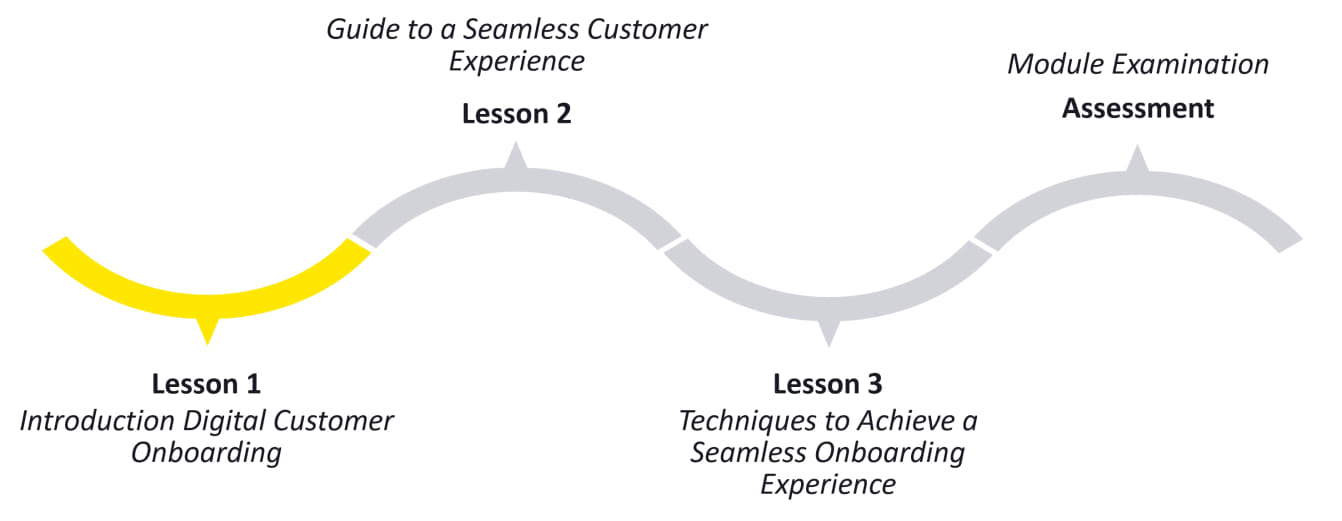 Guide to a Seamless Customer
Experience
Lesson 2
Module Examination
Assessment
Lesson 1
Introduction Digital Customer
Onboarding
Lesson 3
Techniques to Achieve a
Seamless Onboarding
Experience